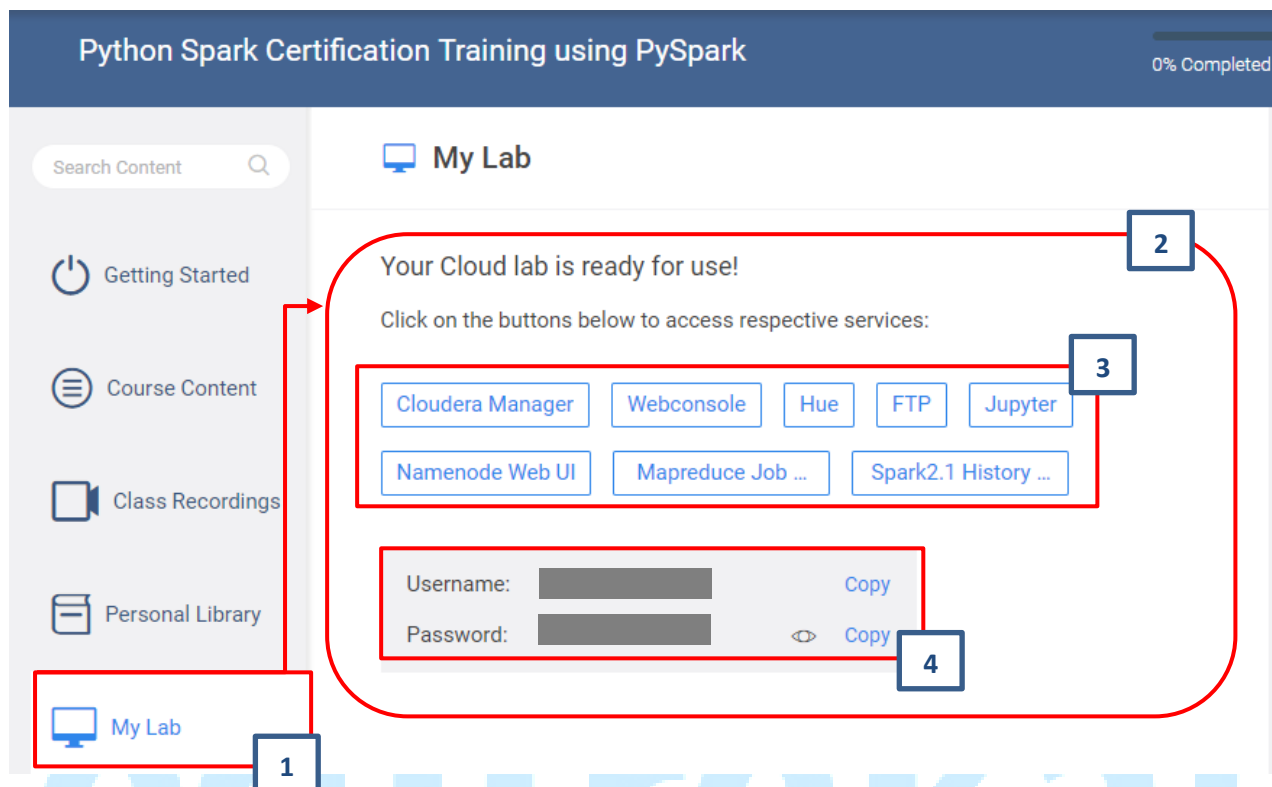 Python Spark Certification Training using PySpark
0% Completed
Search Content
My Lab
Getting Started
Course Content
Class Recordings
Personal Library
My Lab
1
2
Your Cloud lab is ready for use!
Click on the buttons below to access respective services:
3
Cloudera Manager Webconsole Hue FTP Jupyter
Namenode Web UI Mapreduce Job ... Spark2.1 History ...
Username: Copy
Password: Copy
4